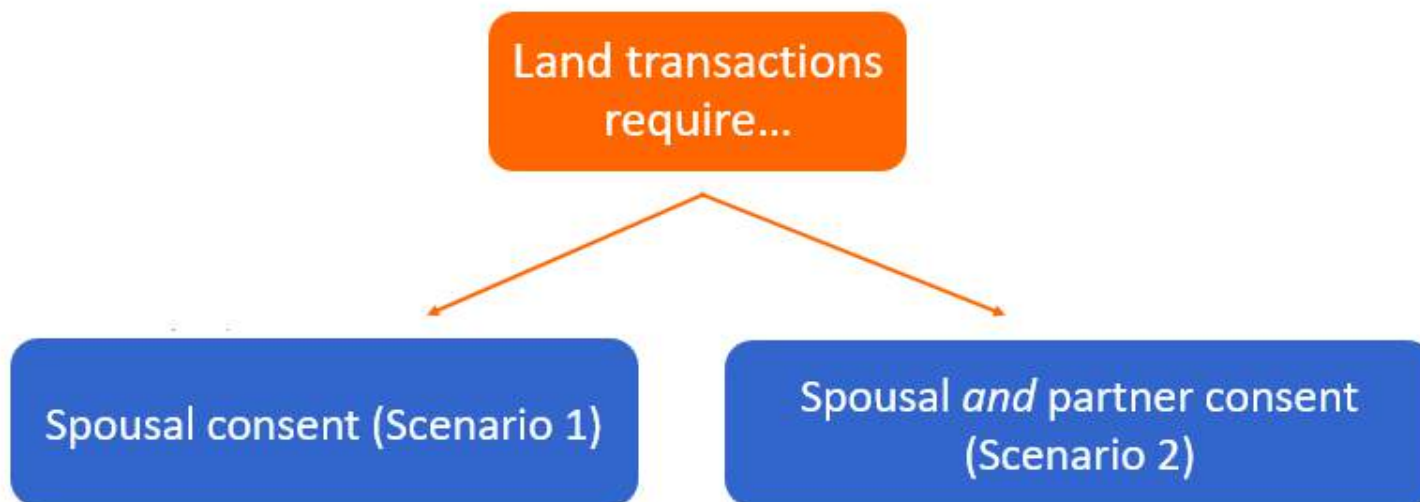 Land transactions
require...
Spousal consent (Scenario 1)
Spousal and partner consent
(Scenario 2)